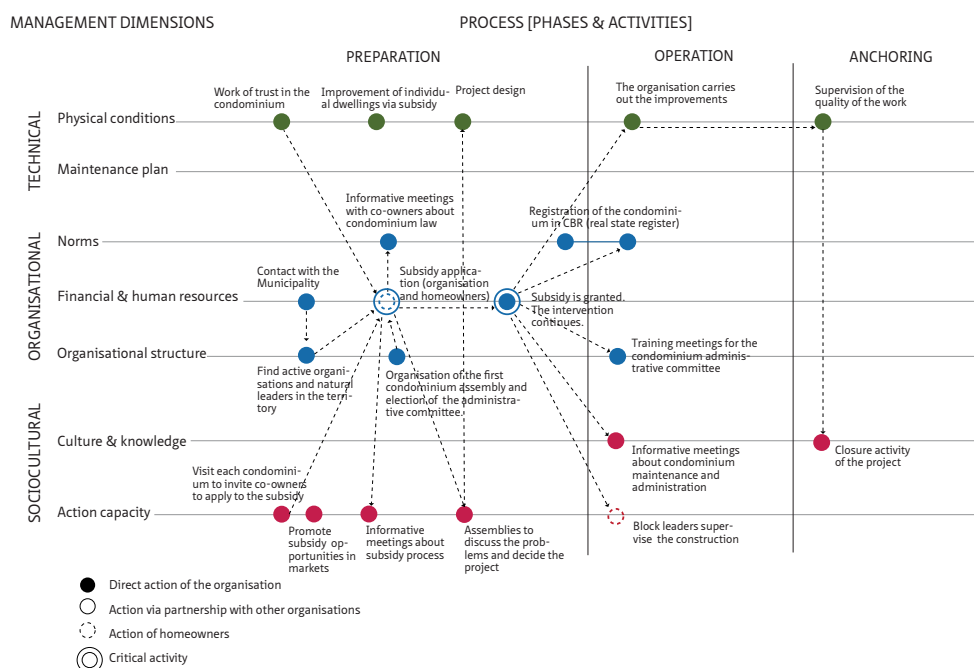 MANAGEMENT DIMENSIONS
PROCESS [PHASES & ACTIVITIES]
PREPARATION
OPERATION
ANCHORING
TECHNICAL
Physical conditions
Work of trust in the
condominium
Improvement of individu-
al dwellings via subsidy
Project design
The organisation carries
out the improvements
Supervision of the
quality of the work
Maintenance plan
ORGANISATIONAL
Norms
Informative meetings
with co-owners about
condominium law
Registration of the condomini-
um in CBR (real state register)
Financial & human resources
Contact with the
Municipality
Subsidy applica-
tion (organisation
and homeowners)
Subsidy is granted.
The intervention
continues.
Organisational structure
Find active organi-
sations and natural
leaders in the terri-
tory
Organisation of the first
condominium assembly and
election of the administra-
tive committee.
Training meetings for the
condominium adminis-
trative committee
SOCIOCULTURAL
Culture & knowledge
Informative meetings
about condominium
maintenance and
administration
Closure activity
of the project
Action capacity
Visit each condomini-
um to invite co-owners
to apply to the subsidy
Promote
subsidy op-
portunities in
markets
Informative
meetings about
subsidy process
Assemblies to
discuss the prob-
lems and decide the
project
Block leaders super-
vise the construction
Direct action of the organisation
Action via partnership with other organisations
Action of homeowners
Critical activity